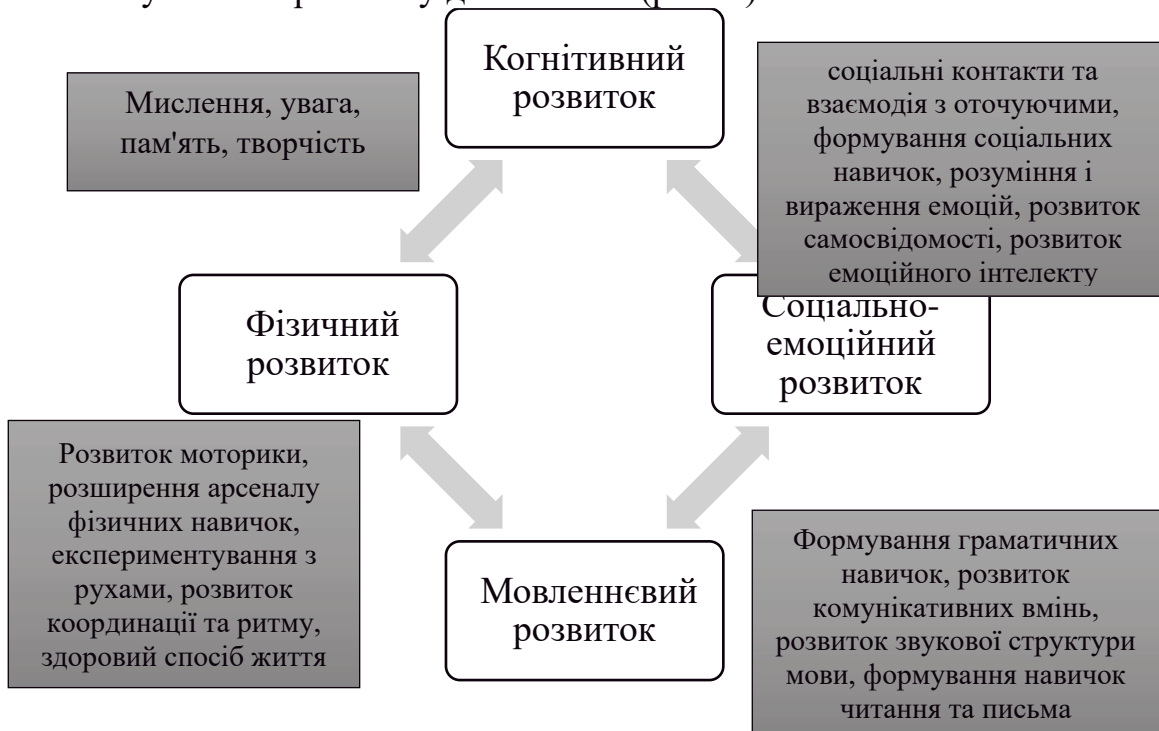 Когнітивний
розвиток
Мислення, увага,
пам'ять, творчість
соціальні контакти та
взаємодія з оточуючими,
формування соціальних
навичок, розуміння і
вираження емоцій, розвиток
самосвідомості, розвиток
емоційного інтелекту
Фізичний
розвиток
Соціально-
емоційний
розвиток
Розвиток моторики,
розширення арсеналу
фізичних навичок,
експериментування з
рухами, розвиток
координації та ритму,
здоровий спосіб життя
Мовленнєвий
розвиток
Формування граматичних
навичок, розвиток
комунікативних вмінь,
розвиток звукової структури
мови, формування навичок
читання та письма